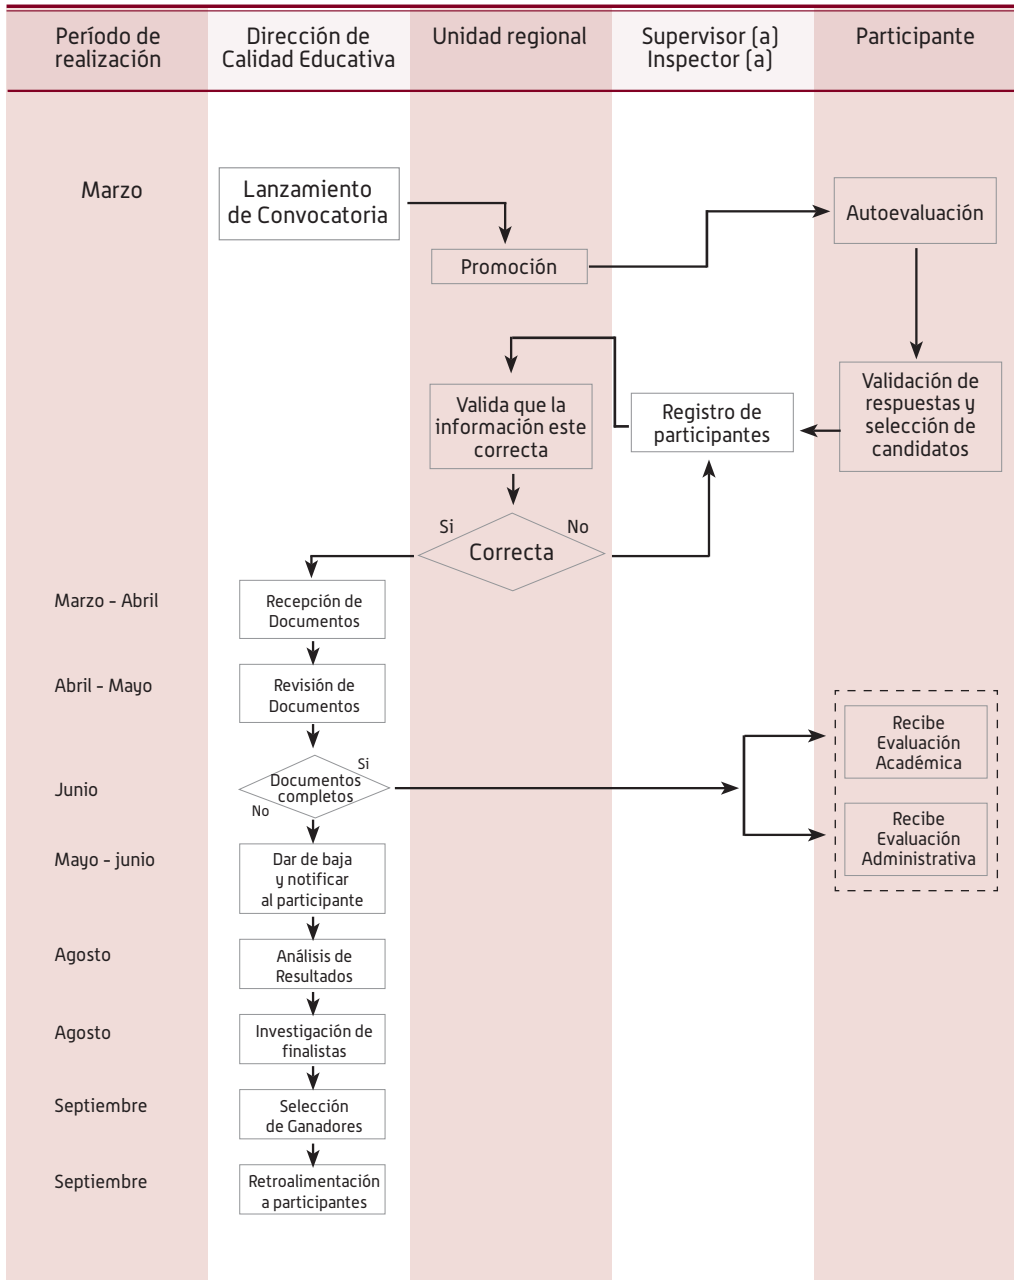 Período de
realización
Dirección de
Calidad Educativa
Unidad regional
Supervisor (a)
Inspector (a)
Participante
Marzo
Lanzamiento
de Convocatoria
Promoción
Autoevaluación
Validación de
respuestas y
selección de
candidatos
Registro de
participantes
Valida que la
información este
correcta
Si
No
Correcta
Marzo - Abril
Recepción de
Documentos
Abril - Mayo
Revisión de
Documentos
Junio
Si
Documentos
completos
No
Recibe
Evaluación
Académica
Recibe
Evaluación
Administrativa
Mayo - junio
Dar de baja
y notificar
al participante
Agosto
Análisis de
Resultados
Agosto
Investigación de
finalistas
Septiembre
Selección
de Ganadores
Septiembre
Retroalimentación
a participantes